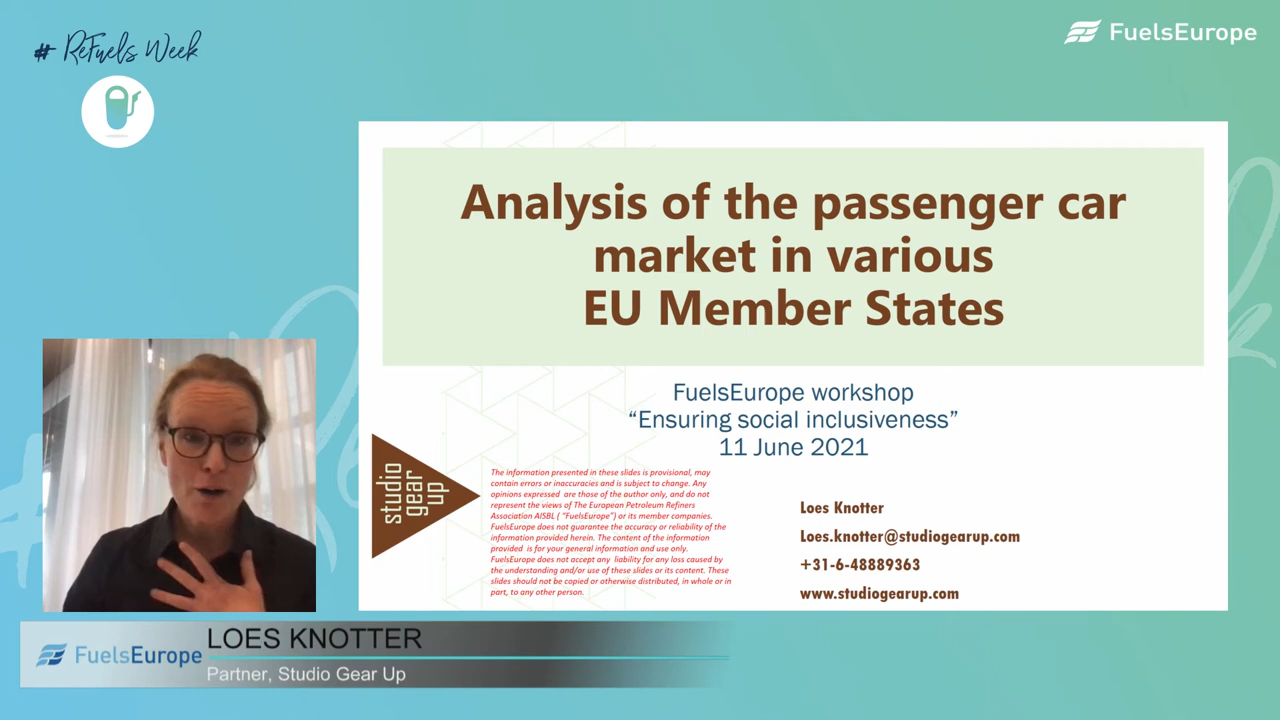 # ReFuels Week
FuelsEurope
Analysis of the passenger car
market in various
EU Member States
FuelsEurope workshop
“Ensuring social inclusiveness”
11 June 2021
studio
gear
up
The information presented in these slides is provisional, may
contain errors or inaccuracies and is subject to change. Any
opinions expressed are those of the author only, and do not
represent the views of The European Petroleum Refiners
Association AISBL ( “FuelsEurope”) or its member companies.
FuelsEurope does not guarantee the accuracy or reliability of the
information provided herein. The content of the information
provided is for your general information and use only.
FuelsEurope does not accept any liability for any loss caused by
the understanding and/or use of these slides or its content. These
slides should not be copied or otherwise distributed, in whole or in
part, to any other person.
Loes Knotter
Loes.knotter@studiogearup.com
+31-6-48889363
www.studiogearup.com
FuelsEurope
LOES KNOTTER
Partner, Studio Gear Up